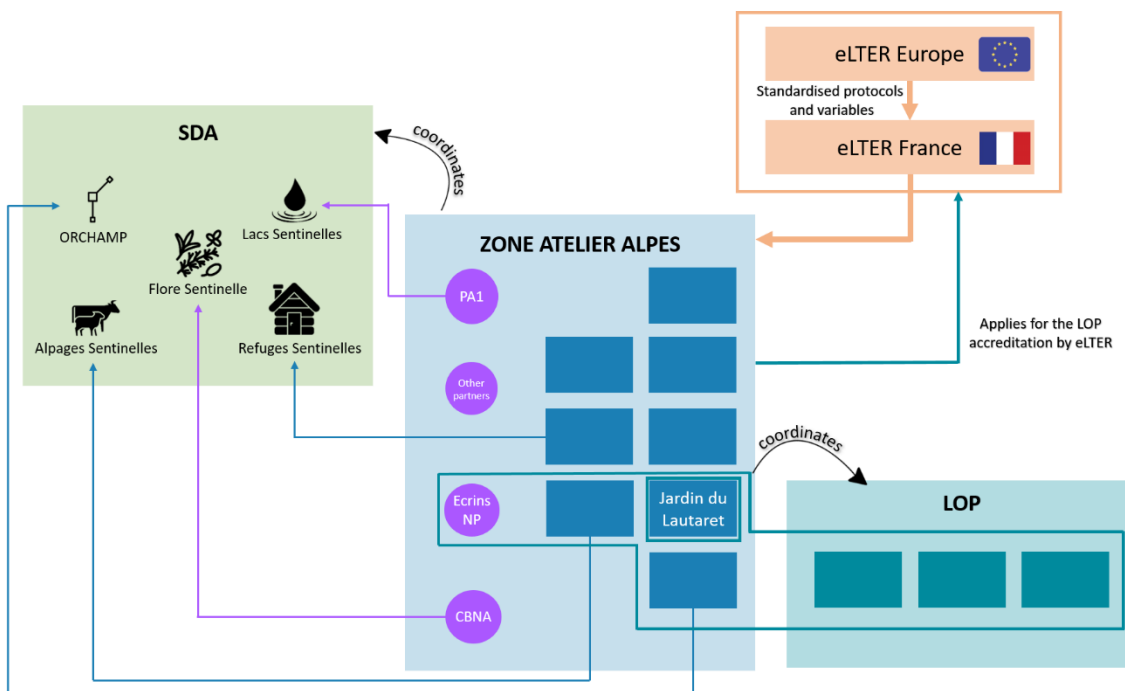 eLTER Europe
Standardised protocols
and variables
eLTER France
SDA
coordinates
ORCHAMP
Lacs Sentinelles
Flore Sentinelle
Alpages Sentinelles
Refuges Sentinelles
ZONE ATELIER ALPES
PA1
Other
partners
Ecrins
NP
Jardin du
Lautaret
CBNA
Applies for the LOP
accreditation by eLTER
coordinates
LOP